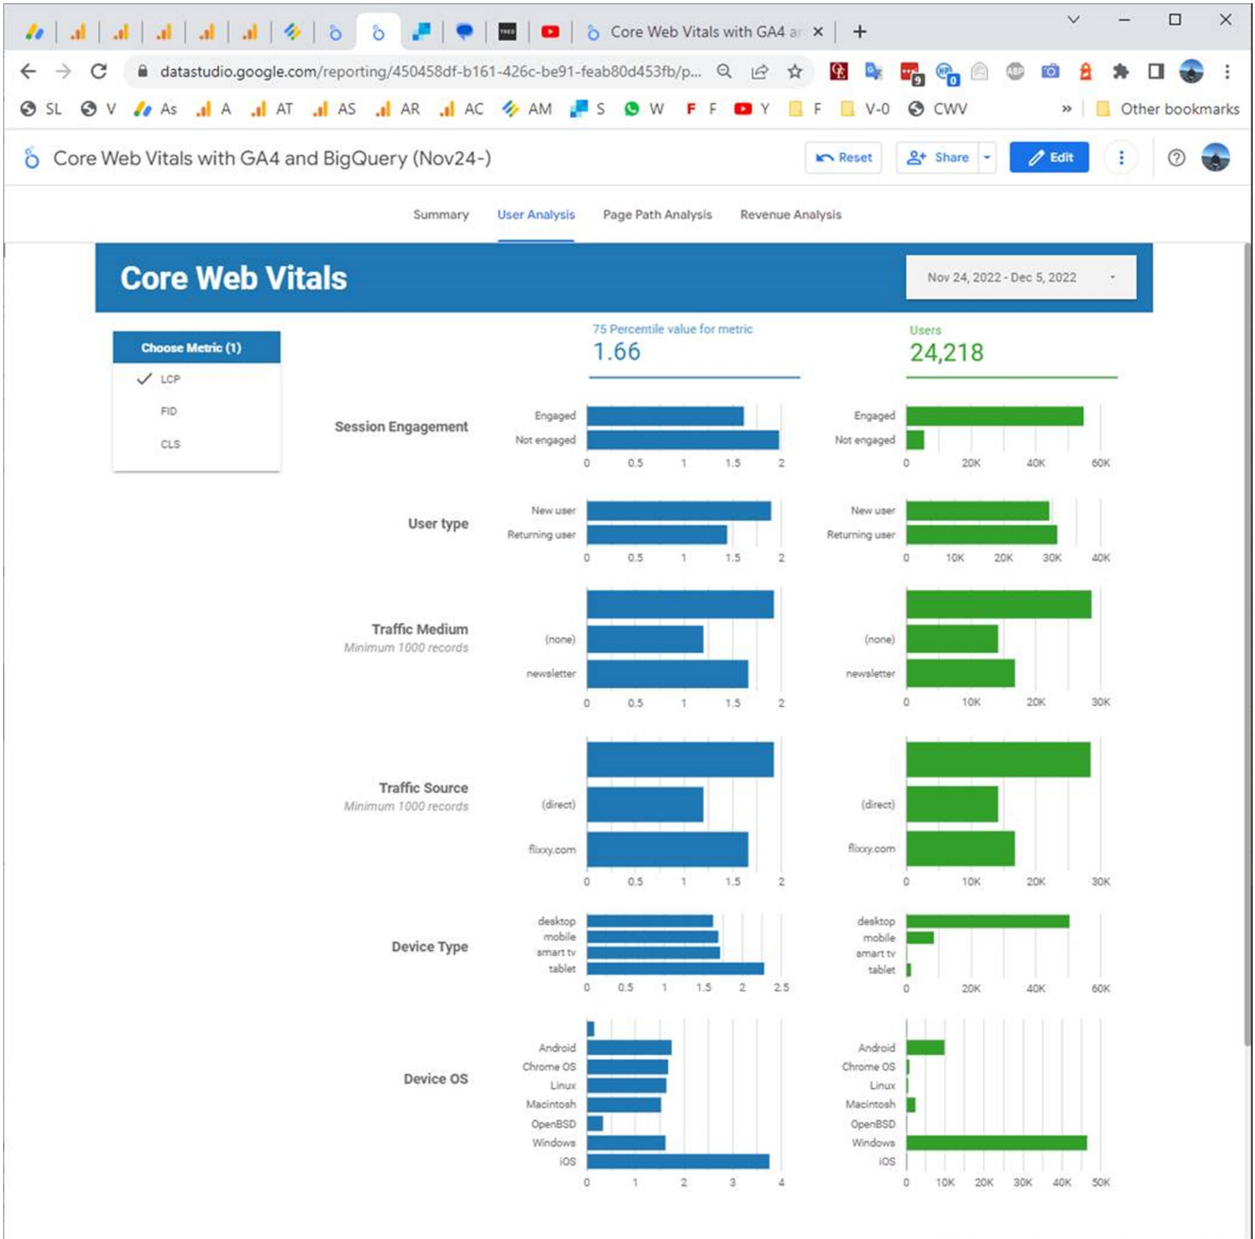 Core Web Vitals with GA4 ar
datastudio.google.com/reporting/450458df-b161-426c-be91-feab80d453fb/p...
SL V As A AT AS AR AC AM S W F F Y F V-0 CWV » Other bookmarks
Core Web Vitals with GA4 and BigQuery (Nov24-)
Reset Share Edit
Summary User Analysis Page Path Analysis Revenue Analysis
Core Web Vitals
Nov 24, 2022 - Dec 5, 2022
Choose Metric (1)
LCP
FID
CLS
75 Percentile value for metric
1.66
Users
24,218
Session Engagement
Engaged
Not engaged
0 0.5 1 1.5 2
Engaged
Not engaged
0 20K 40K 60K
User type
New user
Returning user
0 0.5 1 1.5 2
New user
Returning user
0 10K 20K 30K 40K
Traffic Medium
Minimum 1000 records
(none)
newsletter
0 0.5 1 1.5 2
(none)
newsletter
0 10K 20K 30K
Traffic Source
Minimum 1000 records
(direct)
flixxy.com
0 0.5 1 1.5 2
(direct)
flixxy.com
0 10K 20K 30K
Device Type
desktop
mobile
smart tv
tablet
0 0.5 1 1.5 2 2.5
desktop
mobile
smart tv
tablet
0 20K 40K 60K
Device OS
Android
Chrome OS
Linux
Macintosh
OpenBSD
Windows
iOS
0 1 2 3 4
Android
Chrome OS
Linux
Macintosh
OpenBSD
Windows
iOS
0 10K 20K 30K 40K 50K